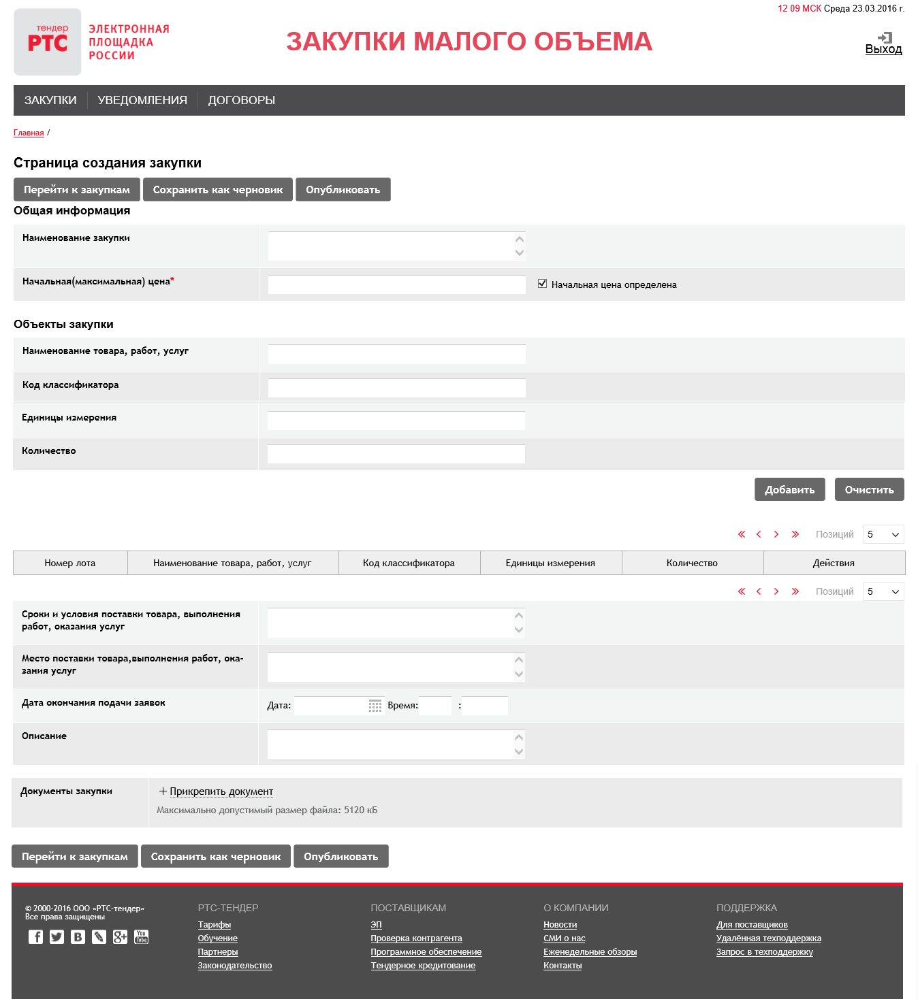 12 09 МСК Среда 23.03.2016 г.
тендер
РТС
ЭЛЕКТРОННАЯ
ПЛОЩАДКА
РОССИИ
ЗАКУПКИ МАЛОГО ОБЪЕМА
Выход
ЗАКУПКИ УВЕДОМЛЕНИЯ ДОГОВОРЫ
Главная /
Страница создания закупки
Перейти к закупкам Сохранить как черновик Опубликовать
Общая информация
Наименование закупки
Начальная(максимальная) цена* Начальная цена определена
Объекты закупки
Наименование товара, работ, услуг
Код классификатора
Единицы измерения
Количество
Добавить Очистить
Позиций 5
Номер лота Наименование товара, работ, услуг Код классификатора Единицы измерения Количество Действия
Позиций 5
Сроки и условия поставки товара, выполнения
работ, оказания услуг
Место поставки товара,выполнения работ, ока-
зания услуг
Дата окончания подачи заявок Дата: Время: :
Описание
Документы закупки + Прикрепить документ
Максимально допустимый размер файла: 5120 кБ
Перейти к закупкам Сохранить как черновик Опубликовать
© 2000-2016 ООО «РТС-тендер»
Все права защищены
f B g+ You Tube
РТС-ТЕНДЕР
Тарифы
Обучение
Партнеры
Законодательство
ПОСТАВЩИКАМ
ЭП
Проверка контрагента
Программное обеспечение
Тендерное кредитование
О КОМПАНИИ
Новости
СМИ о нас
Еженедельные обзоры
Контакты
ПОДДЕРЖКА
Для поставщиков
Удалённая техподдержка
Запрос в техподдержку